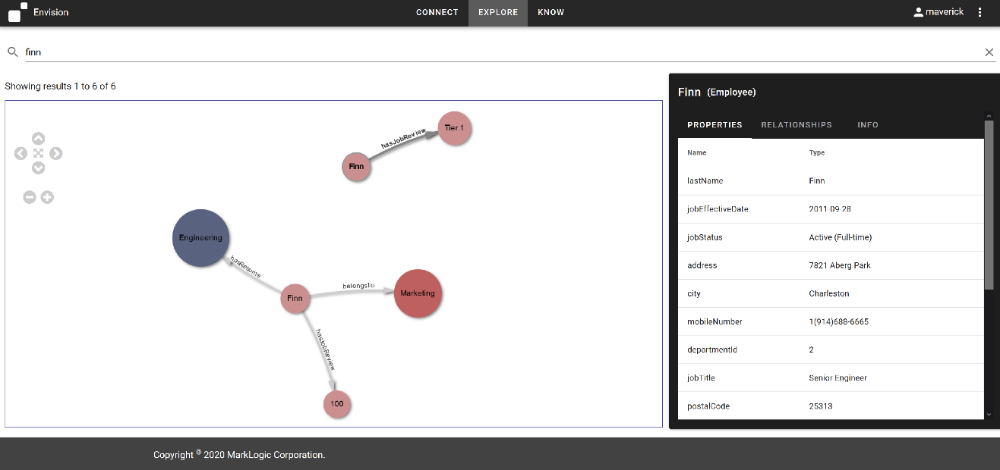 Envision
CONNECT
EXPLORE
KNOW
maverick
finn
Showing results 1 to 6 of 6
Tier 1
hasJobReview
Finn
Engineering
hasResume
Finn
belongsTo
Marketing
hasJobReview
100
Finn (Employee)
PROPERTIES RELATIONSHIPS INFO
Name Type
lastName Finn
jobEffectiveDate 2011-09-28
jobStatus Active (Full-time)
address 7821 Aberg Park
city Charleston
mobileNumber 1(914)688-6665
departmentId 2
jobTitle Senior Engineer
postalCode 25313
Copyright © 2020 MarkLogic Corporation.